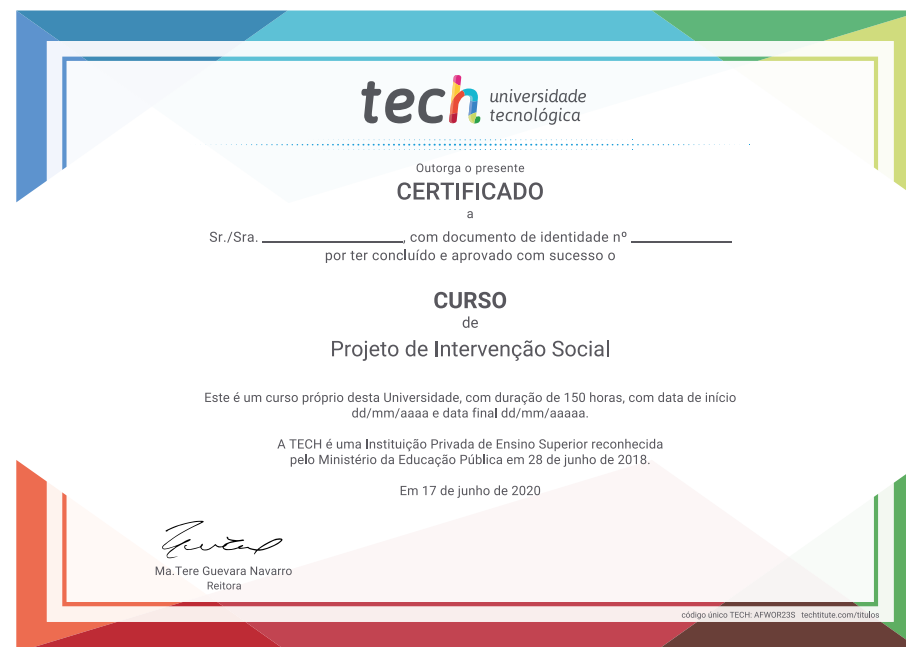 tech universidade
tecnológica
Outorga o presente
CERTIFICADO
a
Sr./Sra. ____________, com documento de identidade nº ____________
por ter concluído e aprovado com sucesso o
CURSO
de
Projeto de Intervenção Social
Este é um curso próprio desta Universidade, com duração de 150 horas, com data de início
dd/mm/aaaa e data final dd/mm/aaaaa.
A TECH é uma Instituição Privada de Ensino Superior reconhecida
pelo Ministério da Educação Pública em 28 de junho de 2018.
Em 17 de junho de 2020
Ma.Tere Guevara Navarro
Reitora
código único TECH: AFWOR23S techtitute.com/titulos